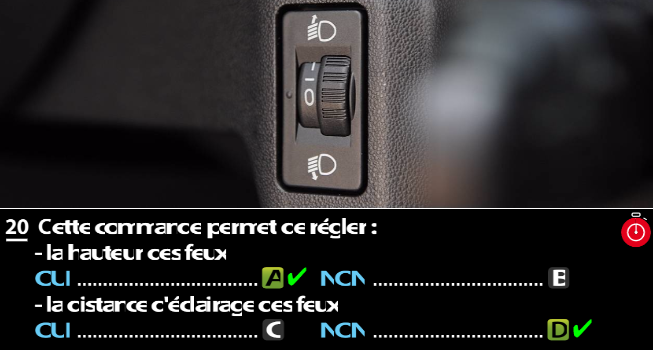 20 Cette commande permet de régler :
- la hauteur des feux
OUI .................................. A ✔ NON ................................ B
- la distance d'éclairage des feux
OUI .................................. C NON ................................ D ✔
0